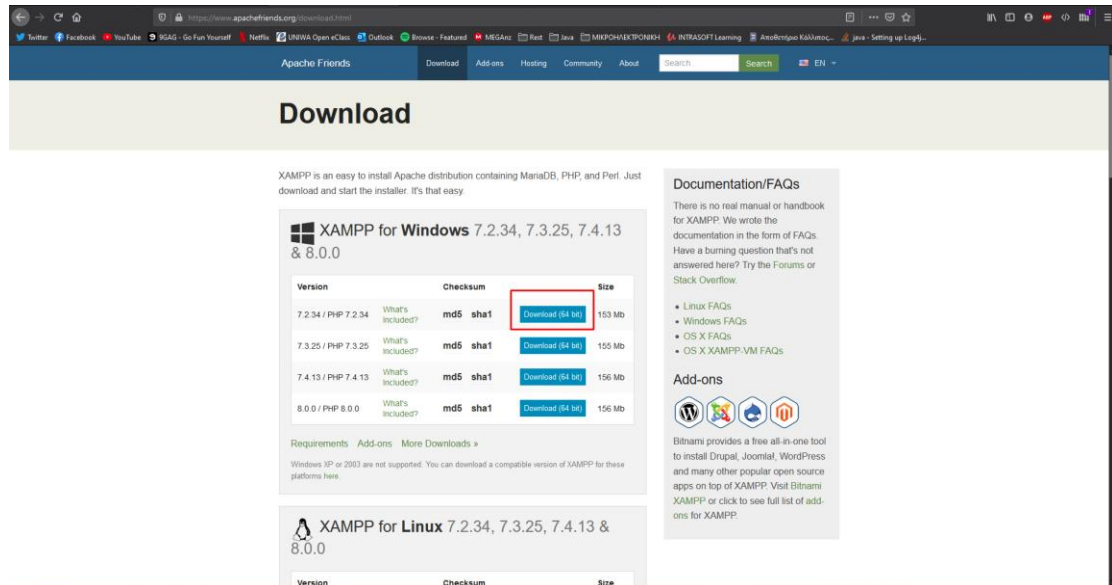 https://www.apachefriends.org/download.html
Twitter Facebook YouTube 9GAG - Go Fun Yourself Netflix UNIWA Open eClass Outlook Browse - Featured MEGAnz Rest Java ΜΙΚΡΟΗΛΕΚΤΡΟΝΙΚΗ INTRASOFT Learning Αποθετήριο Κάλλιπος... java - Setting up Log4j...
Apache Friends Download Add-ons Hosting Community About Search Search EN
Download
XAMPP is an easy to install Apache distribution containing MariaDB, PHP, and Perl. Just
download and start the installer. It's that easy.
XAMPP for Windows 7.2.34, 7.3.25, 7.4.13
& 8.0.0
Version Checksum Size
7.2.34 / PHP 7.2.34 What's Included? md5 sha1 Download (64 bit) 153 Mb
7.3.25 / PHP 7.3.25 What's Included? md5 sha1 Download (64 bit) 155 Mb
7.4.13 / PHP 7.4.13 What's Included? md5 sha1 Download (64 bit) 156 Mb
8.0.0 / PHP 8.0.0 What's Included? md5 sha1 Download (64 bit) 156 Mb
Requirements Add-ons More Downloads »
Windows XP or 2003 are not supported. You can download a compatible version of XAMPP for these
platforms here.
XAMPP for Linux 7.2.34, 7.3.25, 7.4.13 &
8.0.0
Version Checksum Size
Documentation/FAQs
There is no real manual or handbook
for XAMPP. We wrote the
documentation in the form of FAQs.
Have a burning question that's not
answered here? Try the Forums or
Stack Overflow.
• Linux FAQs
• Windows FAQs
• OS X FAQs
• OS X XAMPP-VM FAQs
Add-ons
Bitnami provides a free all-in-one tool
to install Drupal, Joomla!, WordPress
and many other popular open source
apps on top of XAMPP. Visit Bitnami
XAMPP or click to see full list of add-
ons for XAMPP.